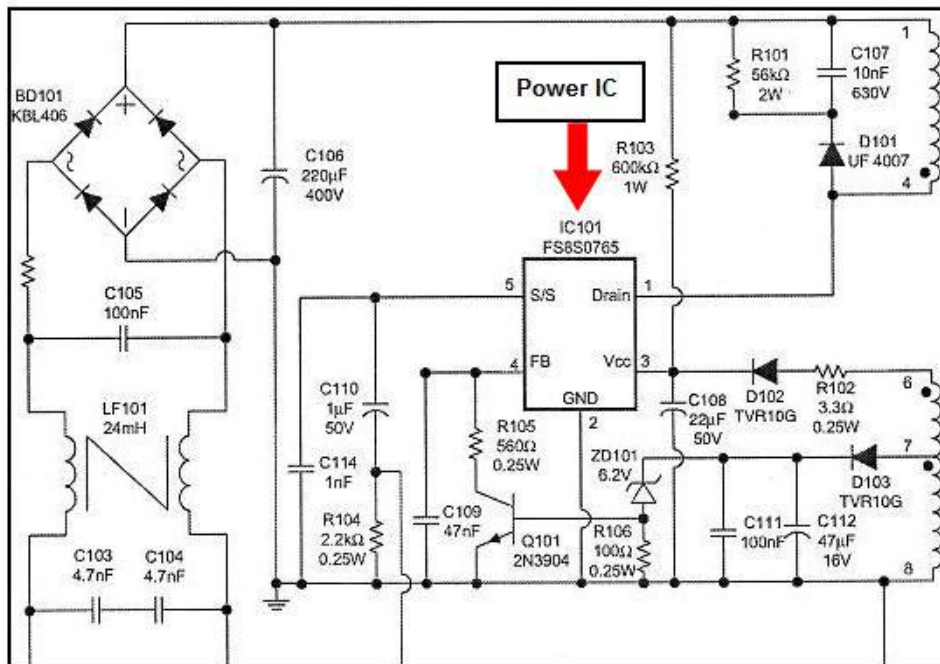 1
R101
56kΩ
2W
C107
10nF
630V
BD101
KBL406
Power IC
C106
220μF
400V
R103
600kΩ
1W
D101
UF 4007
4
IC101
FS8S0765
5
S/S
Drain
1
C105
100nF
4
FB
Vcc
3
GND
2
6
D102
TVR10G
R102
3.3Ω
0.25W
C110
1μF
50V
C108
22μF
50V
LF101
24mH
R105
560Ω
0.25W
ZD101
6.2V
7
D103
TVR10G
C114
1nF
C109
47nF
R104
2.2kΩ
0.25W
Q101
2N3904
R106
100Ω
0.25W
C111
100nF
C112
47μF
16V
8
C103
4.7nF
C104
4.7nF